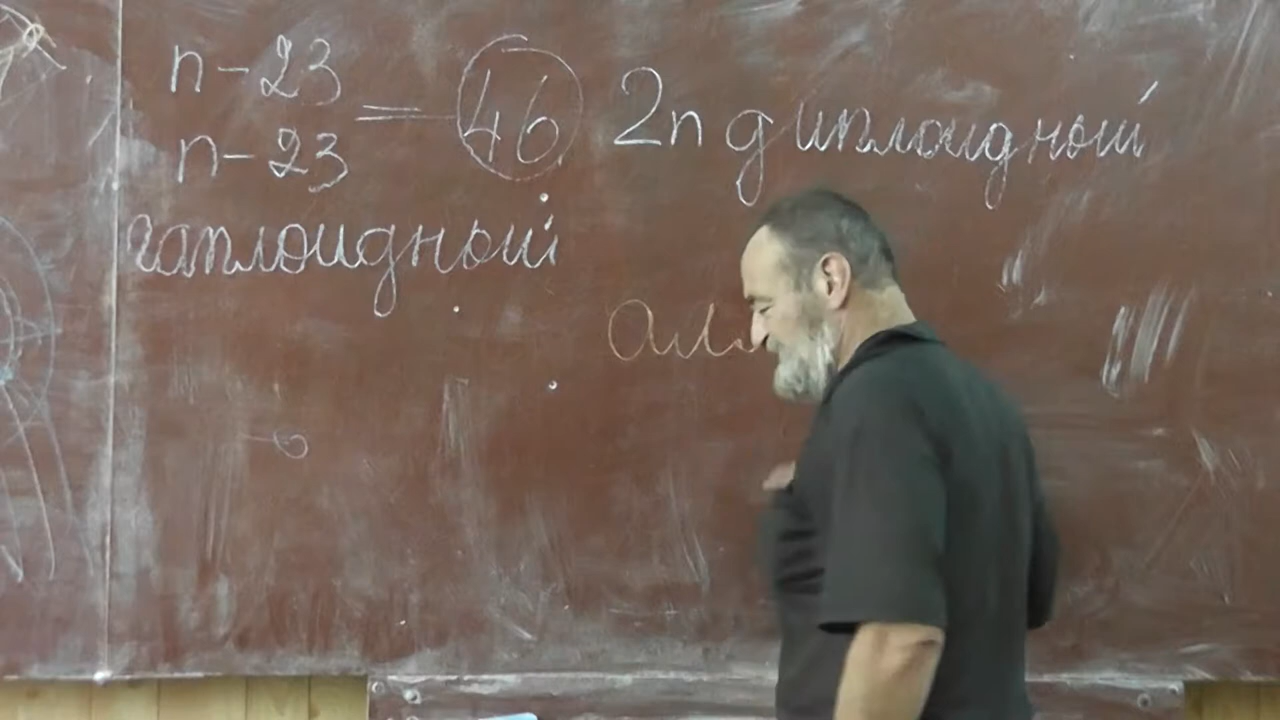 n - 23
n - 23
= 46 2n диплоидный
гаплоидный